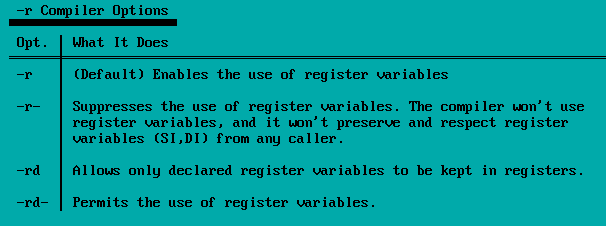 -r Compiler Options
Opt. What It Does
-r (Default) Enables the use of register variables
-r- Suppresses the use of register variables. The compiler won't use
register variables, and it won't preserve and respect register
variables (SI,DI) from any caller.
-rd Allows only declared register variables to be kept in registers.
-rd- Permits the use of register variables.